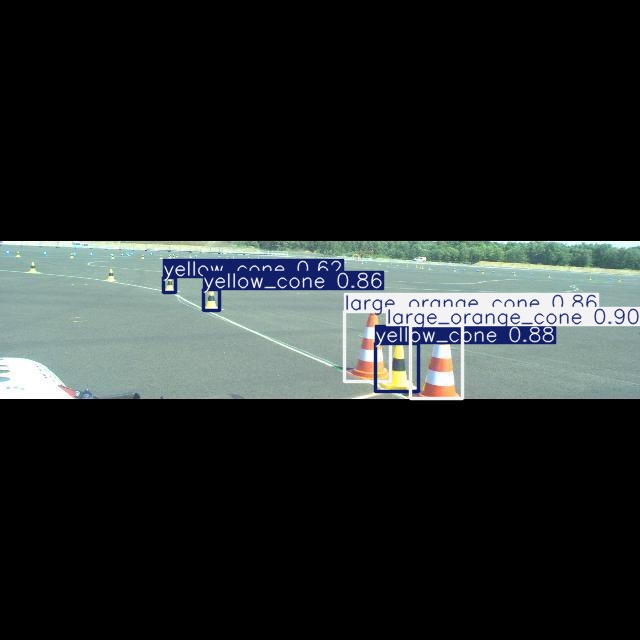 yellow_cone 0.62
yellow_cone 0.86
large_orange_cone 0.86
large_orange_cone 0.90
yellow_cone 0.88